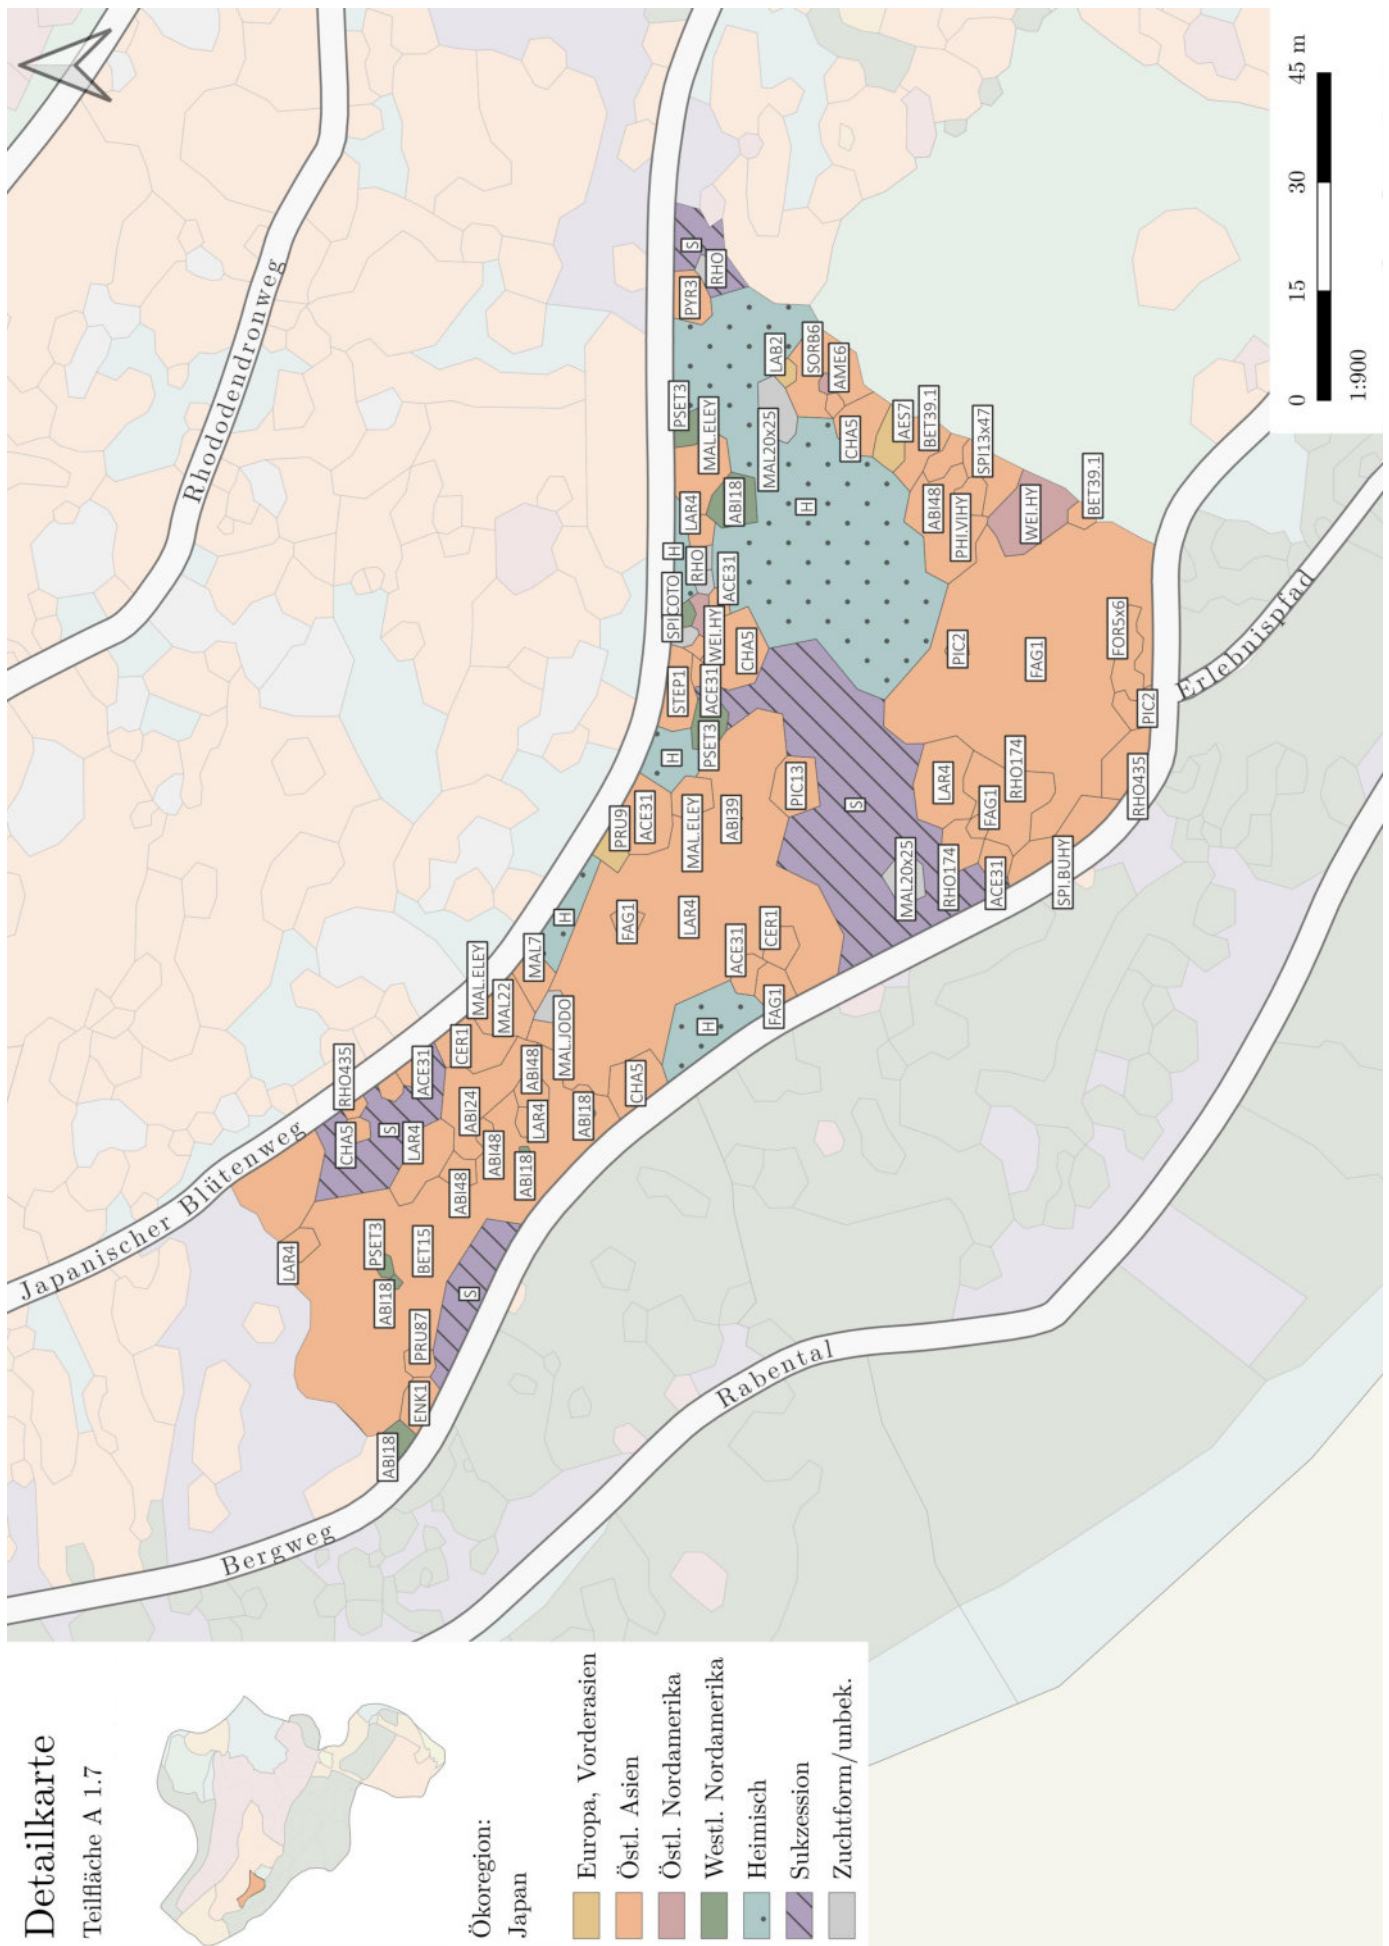 Detailkarte
Teilfläche A 1.7
Ökoregion:
Japan
Europa, Vorderasien
Östl. Asien
Östl. Nordamerika
Westl. Nordamerika
Heimisch
Sukzession
Zuchtform/unbek.
Bergweg
Rabental
Japanischer Blütenweg
Rhododendronweg
Erlebnispfad
ABI18
ENK1
PRU87
ABI18
PSET3
LAR4
BET15
S
CHA5
RHO435
S
LAR4
ACE31
ABI48
ABI24
CER1
MAL.ELEY
ABI48
MAL22
ABI18
LAR4
ABI48
MAL7
MAL.JODO
ABI18
CHA5
H
H
FAG1
PRU9
ACE31
LAR4
MAL.ELEY
ABI39
ACE31
CER1
FAG1
PIC13
H
STEP1
PSET3
ACE31
SPI
COTO
H
RHO
WEI.HY
ACE31
CHA5
LAR4
PSET3
MAL.ELEY
ABI18
PYR3
S
RHO
MAL20x25
LAB2
SORB6
AME6
H
CHA5
S
MAL20x25
AES7
BET39.1
ABI48
PHI.VIHY
SPI13x47
RHO174
LAR4
PIC2
ACE31
FAG1
RHO174
FAG1
WEI.HY
SPI.BUHY
BET39.1
FOR5x6
RHO435
PIC2
0
15
30
45 m
1:900